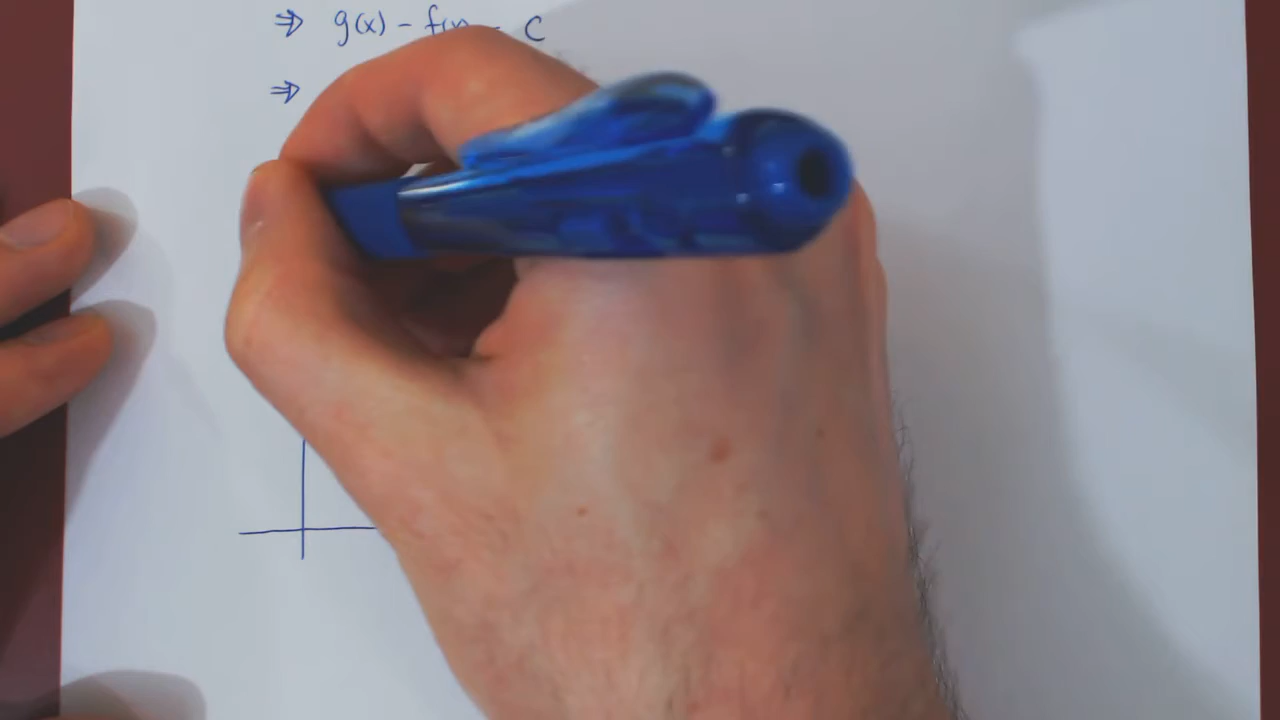 ⇒ g(x) - f(x) = C
⇒